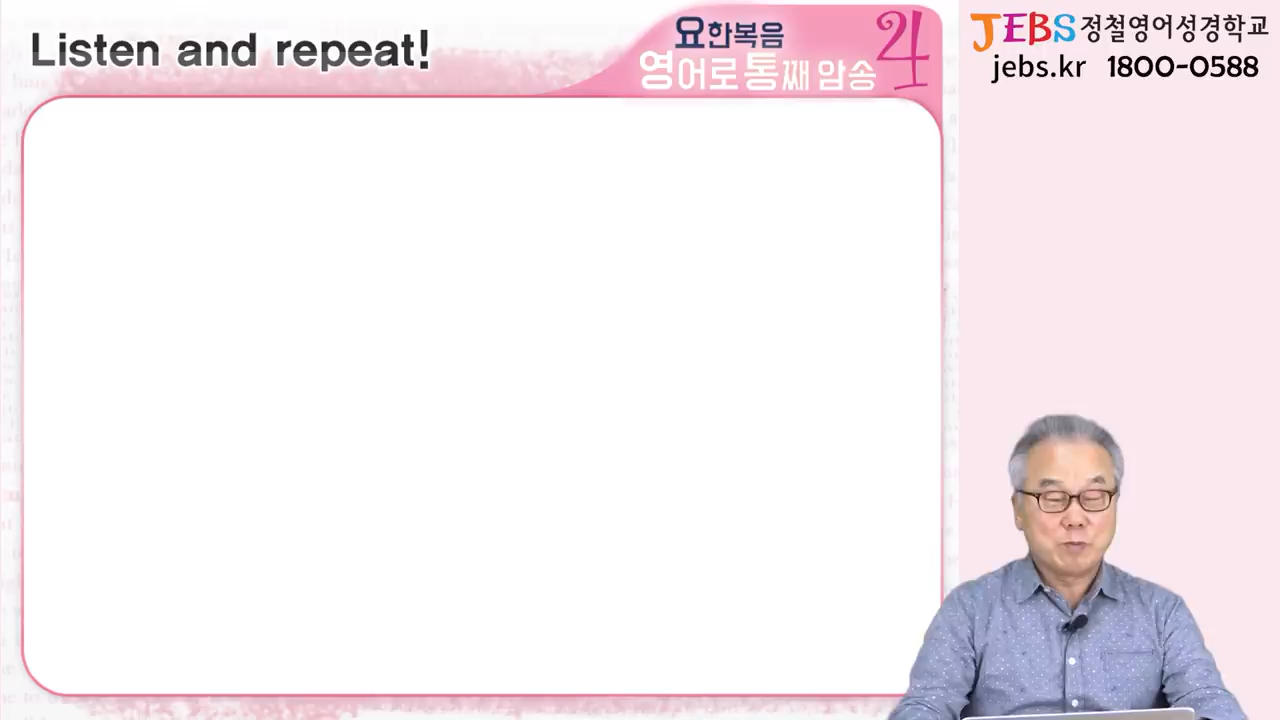 Listen and repeat!
요한복음
영어로 통째 암송
4
JEBS 정철영어성경학교
jebs.kr 1800-0588